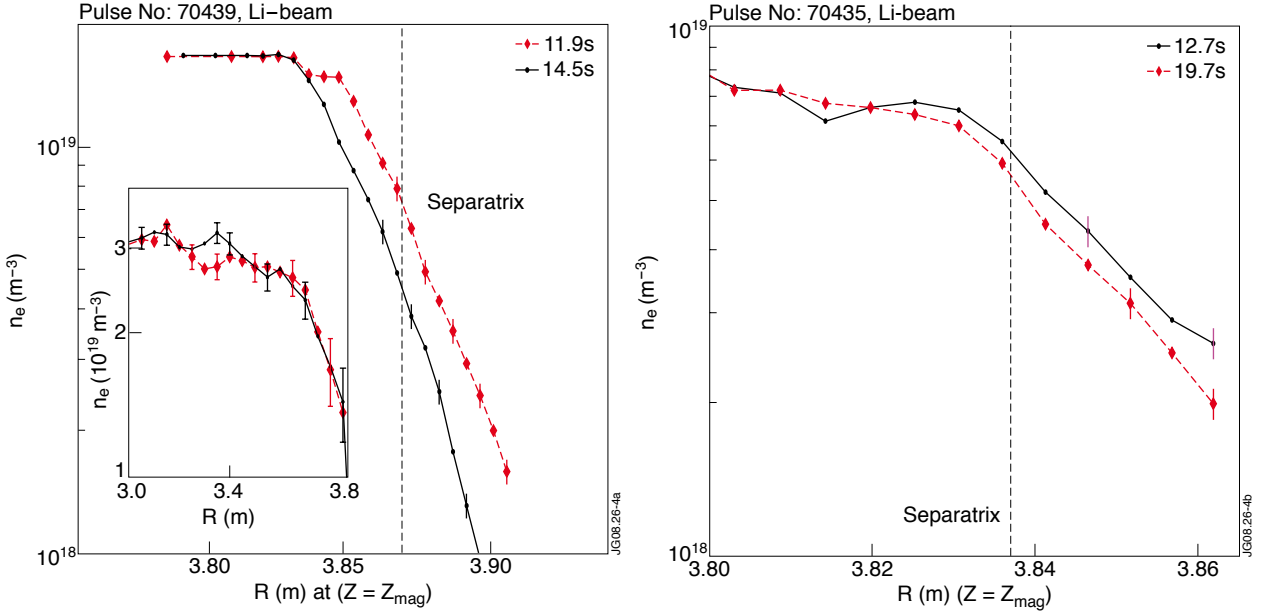 Pulse No: 70439, Li−beam
11.9s
14.5s
10^19
n_e (m^−3)
10^18
Separatrix
3
2
1
n_e (10^19 m^−3)
3.0
3.4
3.8
R (m)
3.80
3.85
3.90
R (m) at (Z = Z_mag)
JG08.26-4a
Pulse No: 70435, Li-beam
12.7s
19.7s
10^19
n_e (m^−3)
10^18
Separatrix
3.80
3.82
3.84
3.86
R (m) (Z = Z_mag)
JG08.26-4b